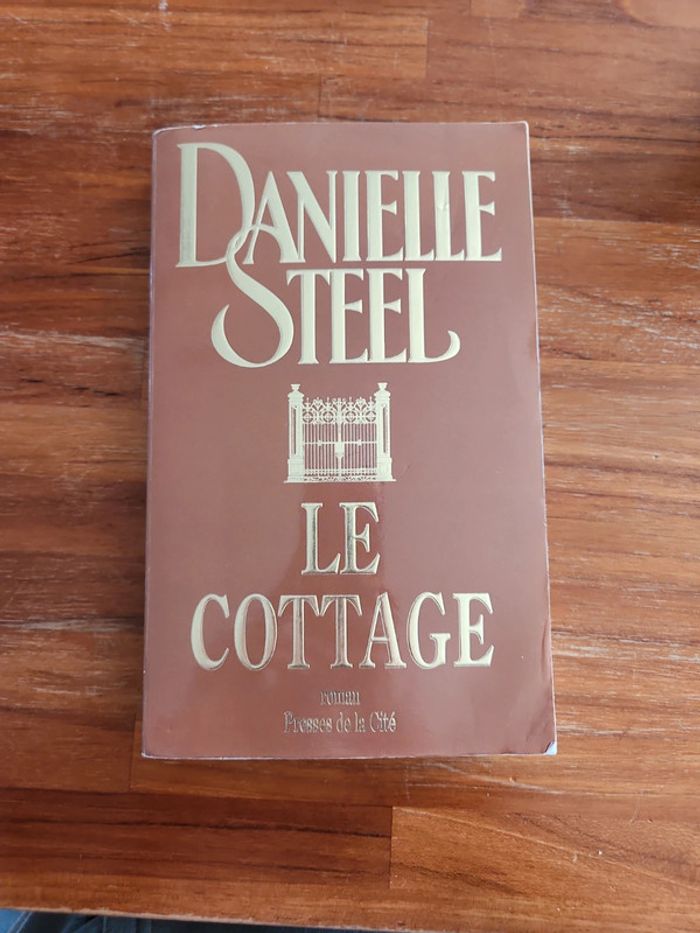 DANIELLE
STEEL
LE
COTTAGE
roman
Presses de la Cité